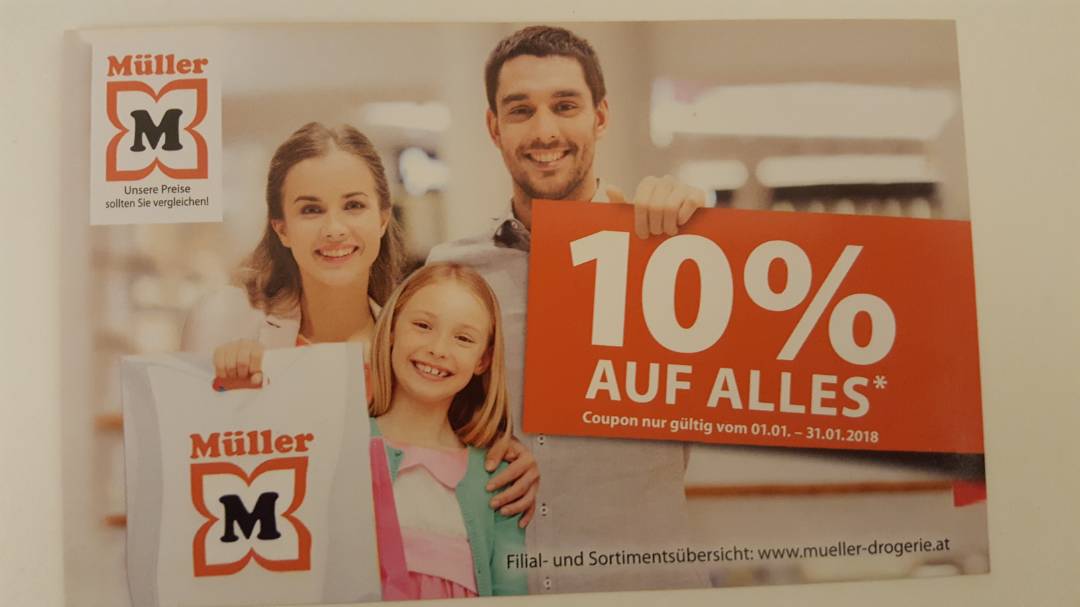 Müller
M
Unsere Preise
sollten Sie vergleichen!
10%
AUF ALLES*
Coupon nur gültig vom 01.01. – 31.01.2018
Müller
M
Filial- und Sortimentsübersicht: www.mueller-drogerie.at